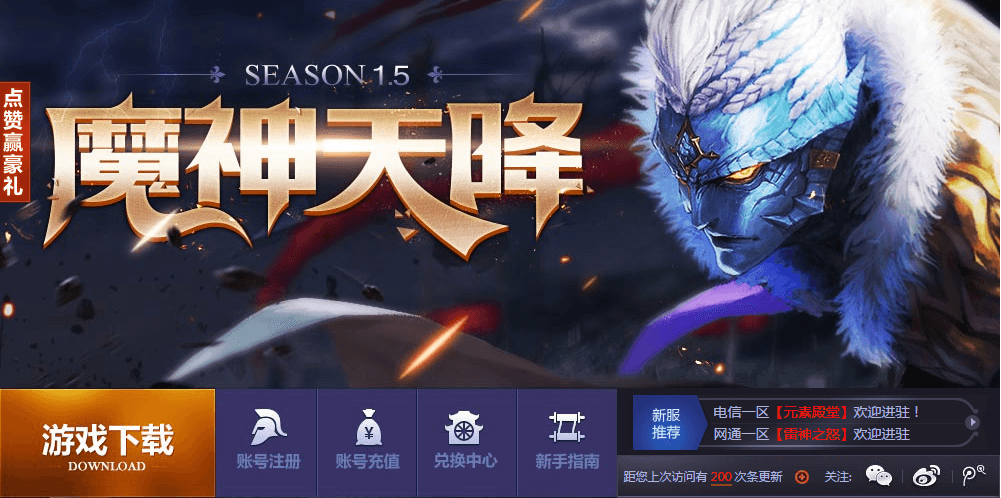 SEASON 1.5
魔神天降
点赞赢豪礼
游戏下载
DOWNLOAD
账号注册
账号充值
兑换中心
新手指南
新服
推荐
电信一区【元素殿堂】欢迎进驻！
网通一区【雷神之怒】欢迎进驻
距您上次访问有 200 次条更新
关注: